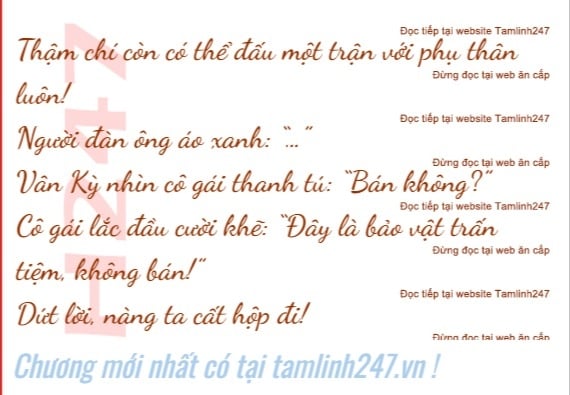 Đọc tiếp tại website Tamlinh247
Thậm chí còn có thể đấu một trận với phụ thân
Đừng đọc tại web ăn cắp
luôn!
Đọc tiếp tại website Tamlinh247
Người đàn ông áo xanh: “...”
Đừng đọc tại web ăn cắp
Vân Kỳ nhìn cô gái thanh tú: “Bán không?”
Đọc tiếp tại website Tamlinh247
Cô gái lắc đầu cười khẽ: “Đây là bảo vật trấn
Đừng đọc tại web ăn cắp
tiệm, không bán!”
Đọc tiếp tại website Tamlinh247
Dứt lời, nàng ta cất hộp đi!
Đừng đọc tại web ăn cắp
H247
Chương mới nhất có tại tamlinh247.vn !